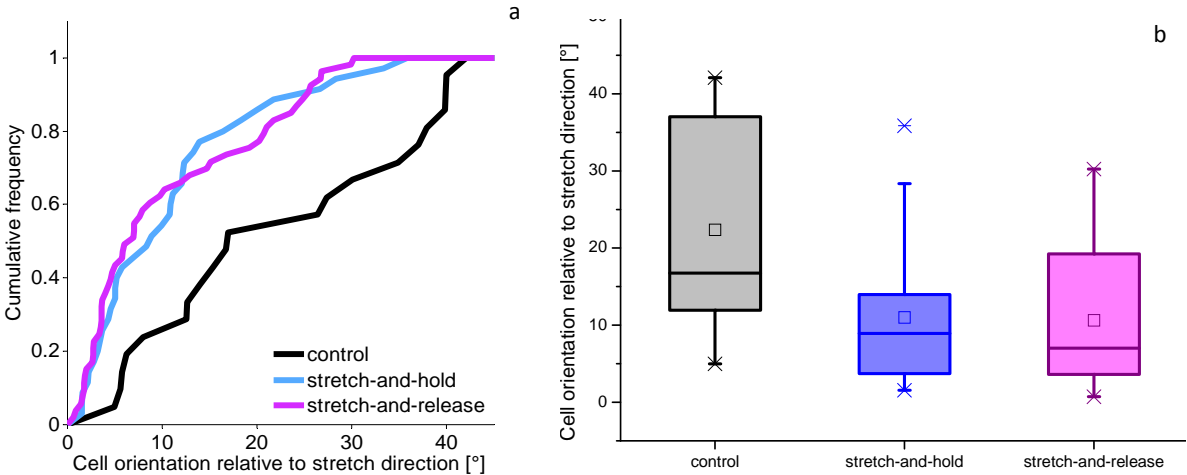 a
Cumulative frequency
1
0.8
0.6
0.4
0.2
0
control
stretch-and-hold
stretch-and-release
0 10 20 30 40
Cell orientation relative to stretch direction [°]
b
Cell orientation relative to stretch direction [°]
40
30
20
10
0
control stretch-and-hold stretch-and-release